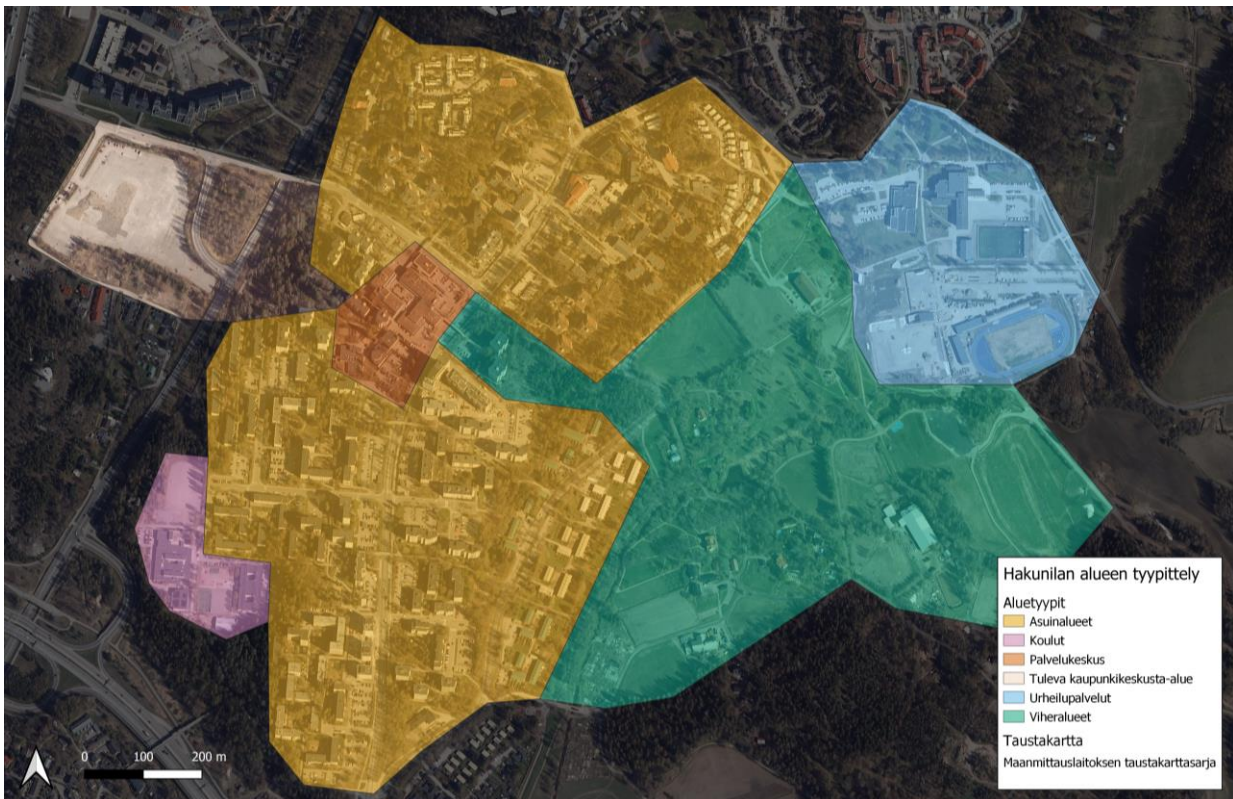 Hakunilan alueen tyypittely
Aluetyypit
Asuinalueet
Koulut
Palvelukeskus
Tuleva kaupunkikeskusta-alue
Urheilupalvelut
Viheralueet
Taustakartta
Maanmittauslaitoksen taustakarttasarja
0 100 200 m